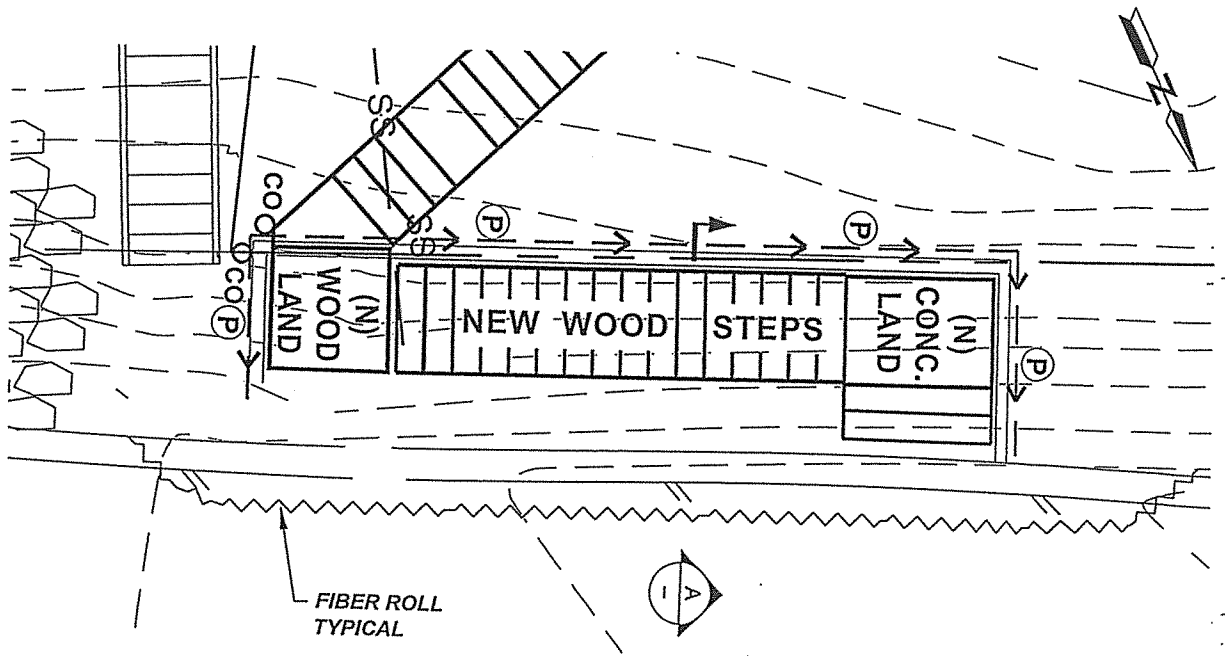 N
SS
SS
CO
CO
P
P
P
P
(N)
WOOD
LAND
NEW WOOD STEPS
(N)
CONC.
LAND
FIBER ROLL
TYPICAL
A
-